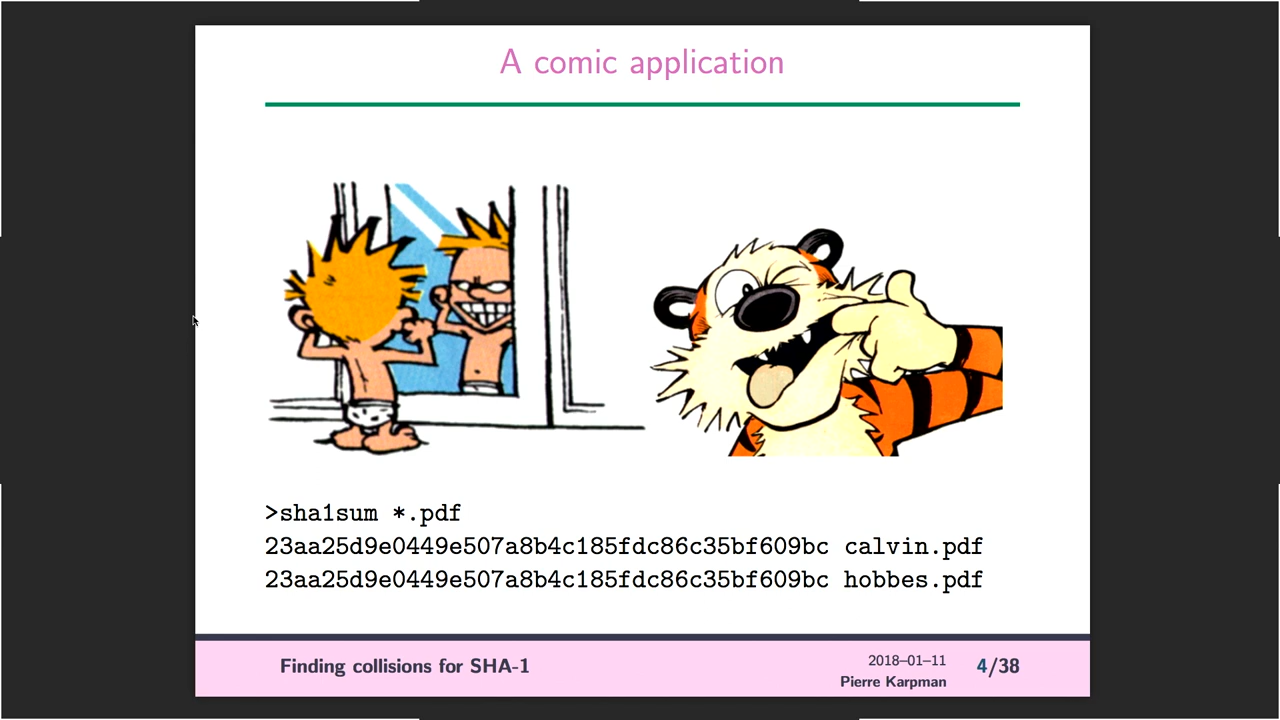 A comic application
>sha1sum *.pdf
23aa25d9e0449e507a8b4c185fdc86c35bf609bc calvin.pdf
23aa25d9e0449e507a8b4c185fdc86c35bf609bc hobbes.pdf
Finding collisions for SHA-1
2018–01–11
Pierre Karpman
4/38